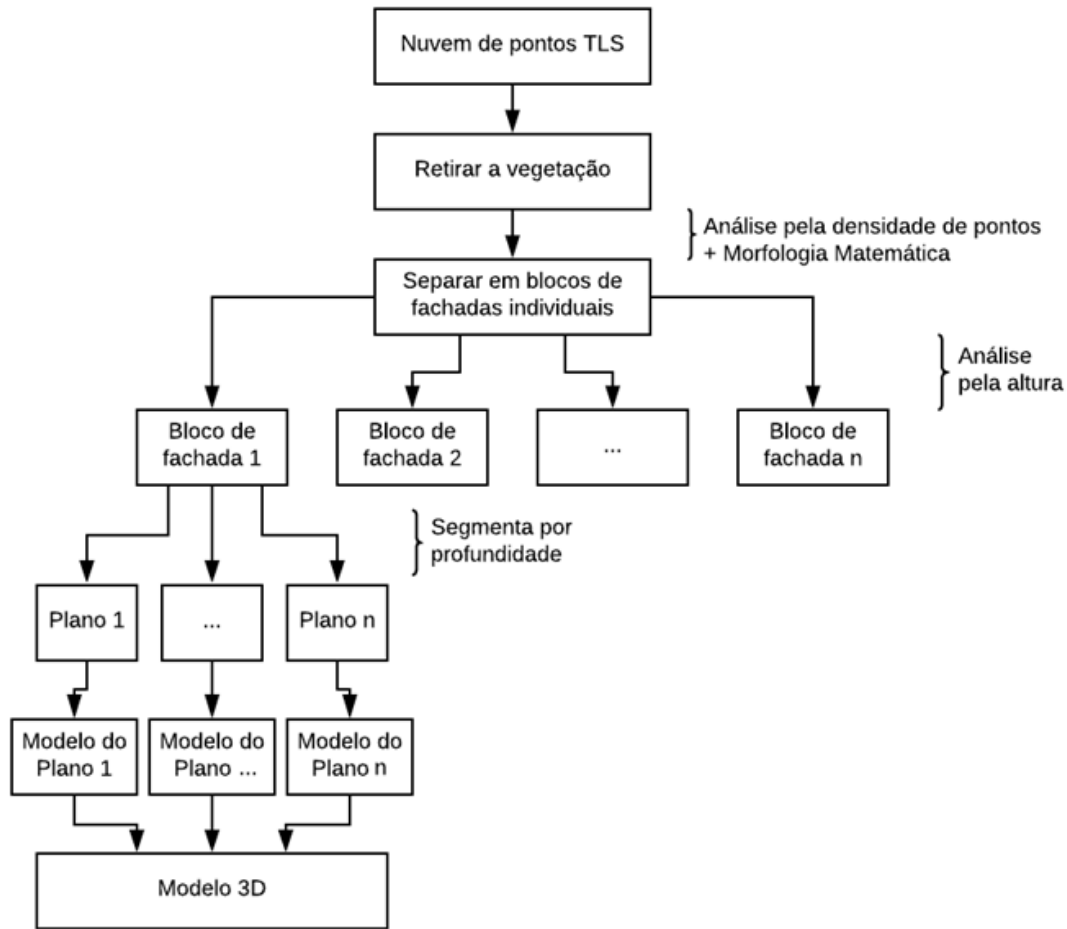 Nuvem de pontos TLS
Retirar a vegetação
Análise pela densidade de pontos
+ Morfologia Matemática
Separar em blocos de
fachadas individuais
Análise
pela altura
Bloco de
fachada 1
Bloco de
fachada 2
...
Bloco de
fachada n
Segmenta por
profundidade
Plano 1
...
Plano n
Modelo do
Plano 1
Modelo do
Plano ...
Modelo do
Plano n
Modelo 3D